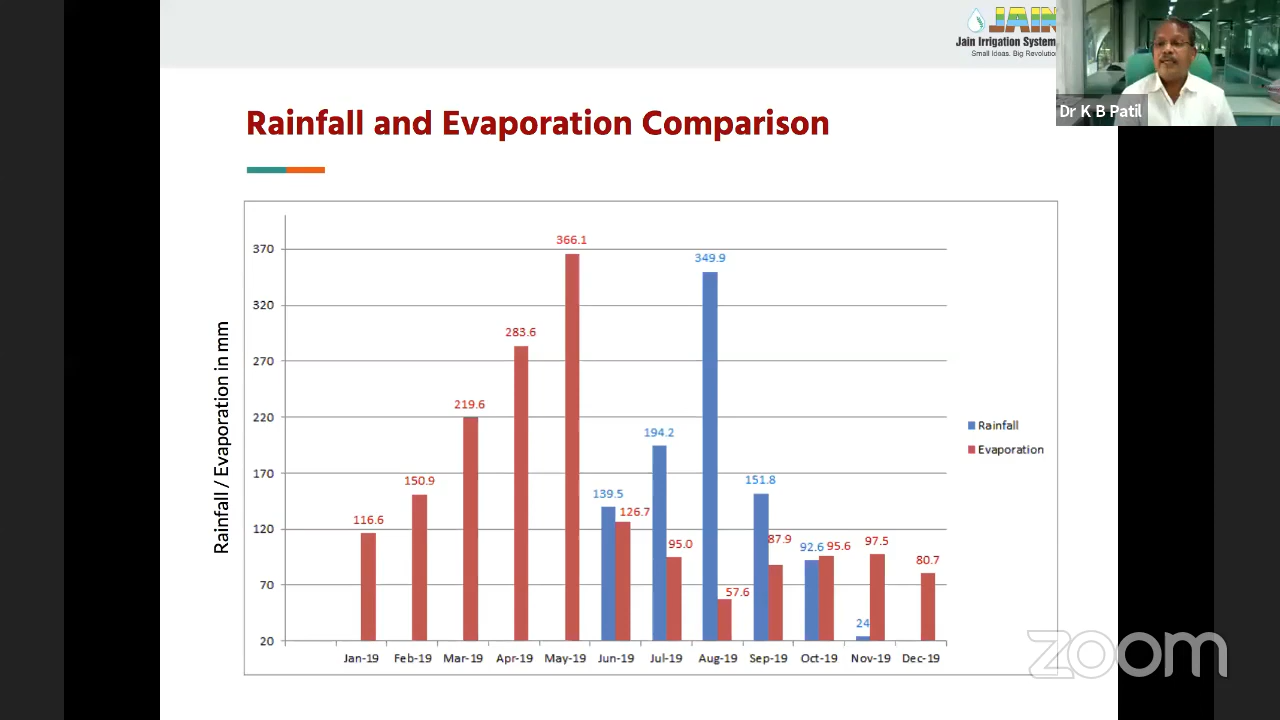 JAIN
Jain Irrigation System
Small Ideas. Big Revolutio
Dr K B Patil
Rainfall and Evaporation Comparison
Rainfall / Evaporation in mm
370
320
270
220
170
120
70
20
116.6
150.9
219.6
283.6
366.1
139.5
126.7
194.2
95.0
349.9
57.6
151.8
87.9
92.6
95.6
24
97.5
80.7
Jan-19 Feb-19 Mar-19 Apr-19 May-19 Jun-19 Jul-19 Aug-19 Sep-19 Oct-19 Nov-19 Dec-19
Rainfall
Evaporation
zoom